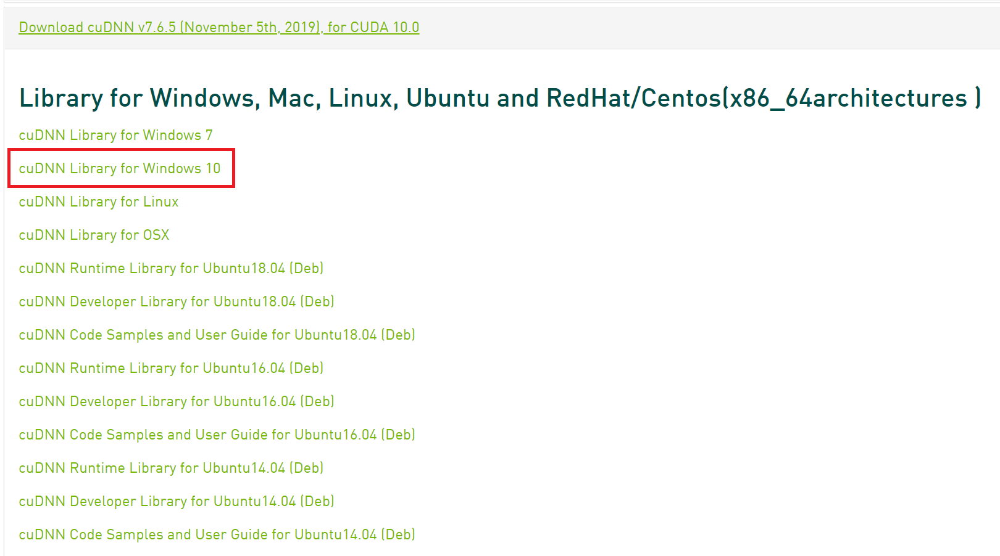 Download cuDNN v7.6.5 (November 5th, 2019), for CUDA 10.0
Library for Windows, Mac, Linux, Ubuntu and RedHat/Centos(x86_64architectures )
cuDNN Library for Windows 7
cuDNN Library for Windows 10
cuDNN Library for Linux
cuDNN Library for OSX
cuDNN Runtime Library for Ubuntu18.04 (Deb)
cuDNN Developer Library for Ubuntu18.04 (Deb)
cuDNN Code Samples and User Guide for Ubuntu18.04 (Deb)
cuDNN Runtime Library for Ubuntu16.04 (Deb)
cuDNN Developer Library for Ubuntu16.04 (Deb)
cuDNN Code Samples and User Guide for Ubuntu16.04 (Deb)
cuDNN Runtime Library for Ubuntu14.04 (Deb)
cuDNN Developer Library for Ubuntu14.04 (Deb)
cuDNN Code Samples and User Guide for Ubuntu14.04 (Deb)